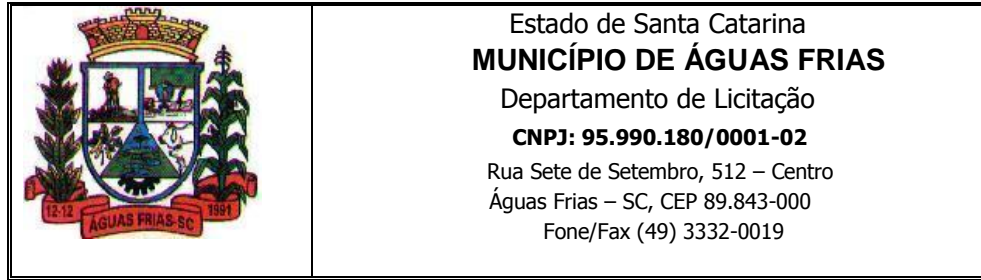 12-12
ÁGUAS FRIAS-SC
1991
Estado de Santa Catarina
MUNICÍPIO DE ÁGUAS FRIAS
Departamento de Licitação
CNPJ: 95.990.180/0001-02
Rua Sete de Setembro, 512 – Centro
Águas Frias – SC, CEP 89.843-000
Fone/Fax (49) 3332-0019